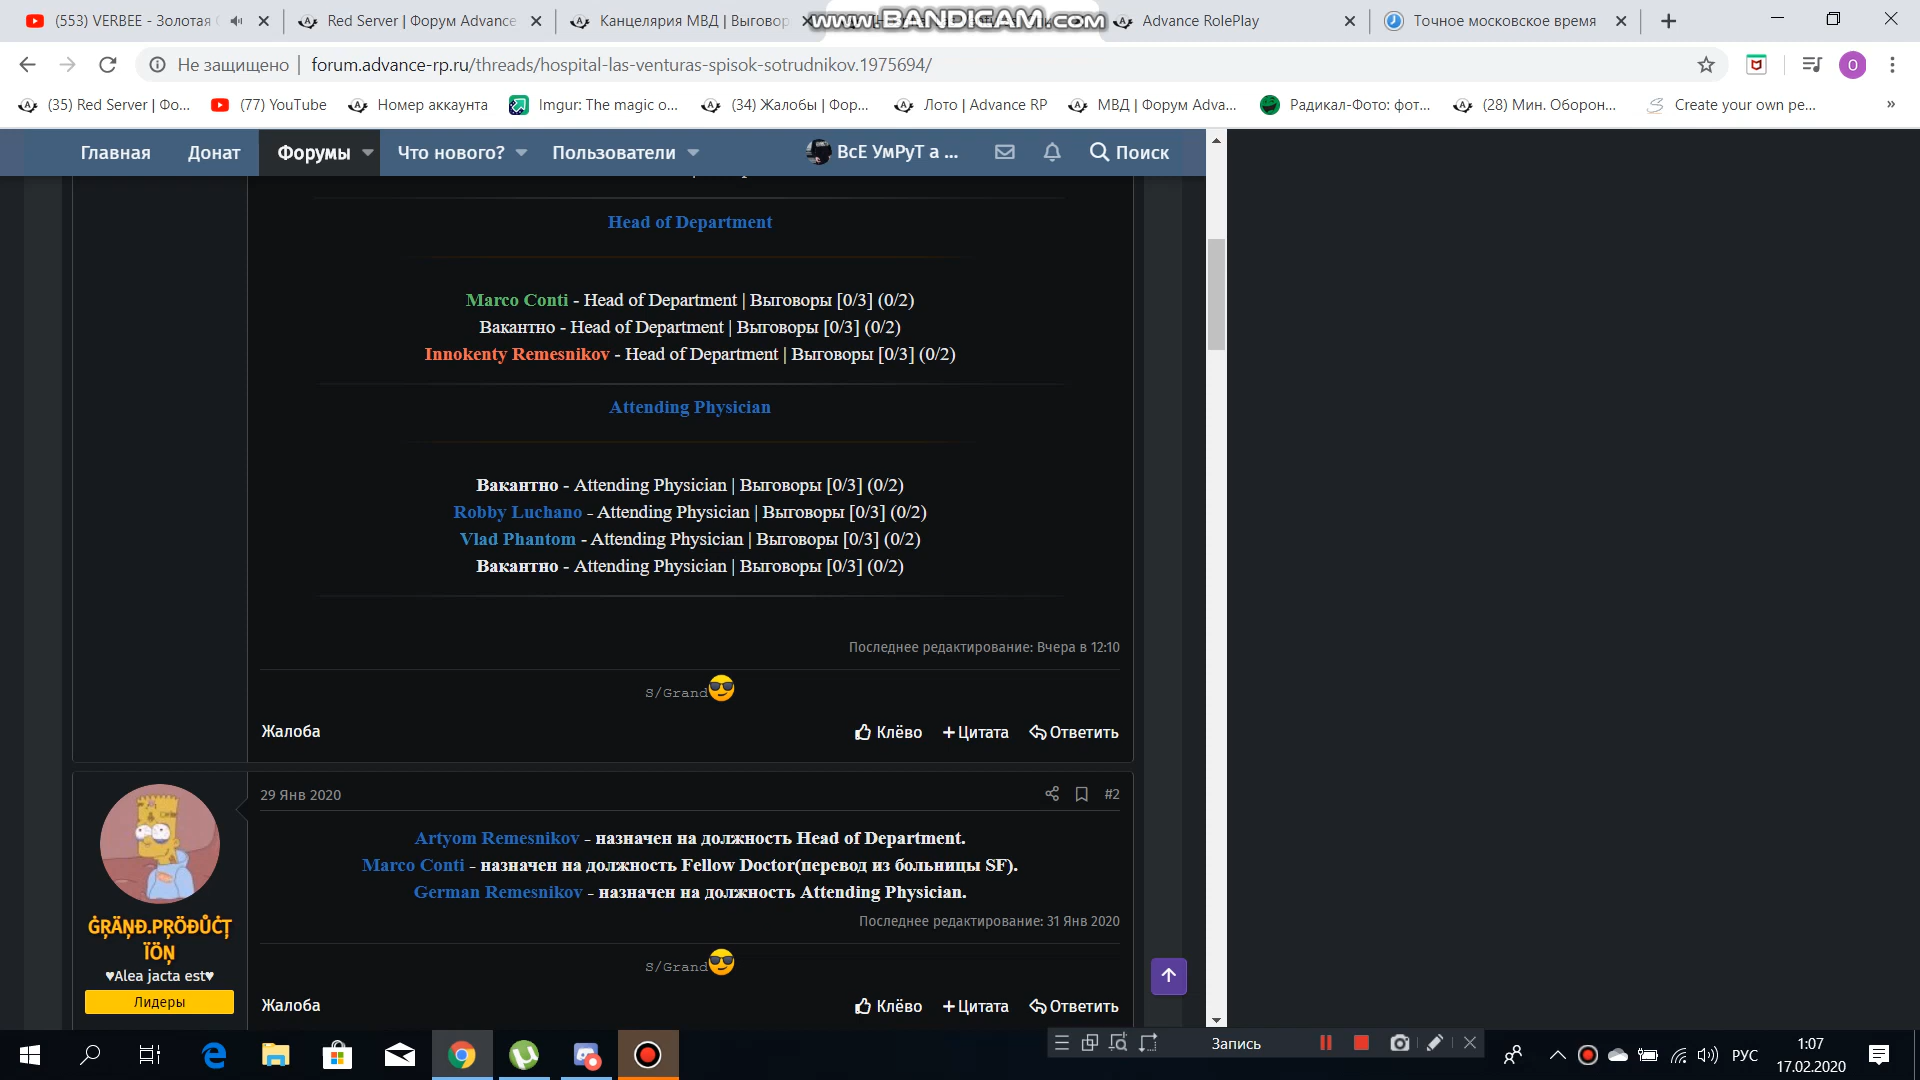 (553) VERBEE - Золотая
Red Server | Форум Advance
Канцелярия МВД | Выговор
www.BANDICAM.com
Advance RolePlay
Точное московское время
Не защищено | forum.advance-rp.ru/threads/hospital-las-venturas-spisok-sotrudnikov.1975694/
O
(35) Red Server | Фо...
(77) YouTube
Номер аккаунта
Imgur: The magic o...
(34) Жалобы | Фор...
Лото | Advance RP
МВД | Форум Adva...
Радикал-Фото: фот...
(28) Мин. Оборон...
Create your own pe...
»
Главная
Донат
Форумы
Что нового?
Пользователи
ВсЕ УмРуТ а ...
Поиск
Head of Department
Marco Conti - Head of Department | Выговоры [0/3] (0/2)
Вакантно - Head of Department | Выговоры [0/3] (0/2)
Innokenty Remesnikov - Head of Department | Выговоры [0/3] (0/2)
Attending Physician
Вакантно - Attending Physician | Выговоры [0/3] (0/2)
Robby Luchano - Attending Physician | Выговоры [0/3] (0/2)
Vlad Phantom - Attending Physician | Выговоры [0/3] (0/2)
Вакантно - Attending Physician | Выговоры [0/3] (0/2)
Последнее редактирование: Вчера в 12:10
S/Grand😎
Жалоба
Клёво
+Цитата
Ответить
29 Янв 2020
#2
Artyom Remesnikov - назначен на должность Head of Department.
Marco Conti - назначен на должность Fellow Doctor(перевод из больницы SF).
German Remesnikov - назначен на должность Attending Physician.
Последнее редактирование: 31 Янв 2020
ĠŖÄŅĐ.PŖÖĐŮĊŢ
ÏÖŅ
♥Alea jacta est♥
Лидеры
S/Grand😎
Жалоба
Клёво
+Цитата
Ответить
Запись
РУС
1:07
17.02.2020